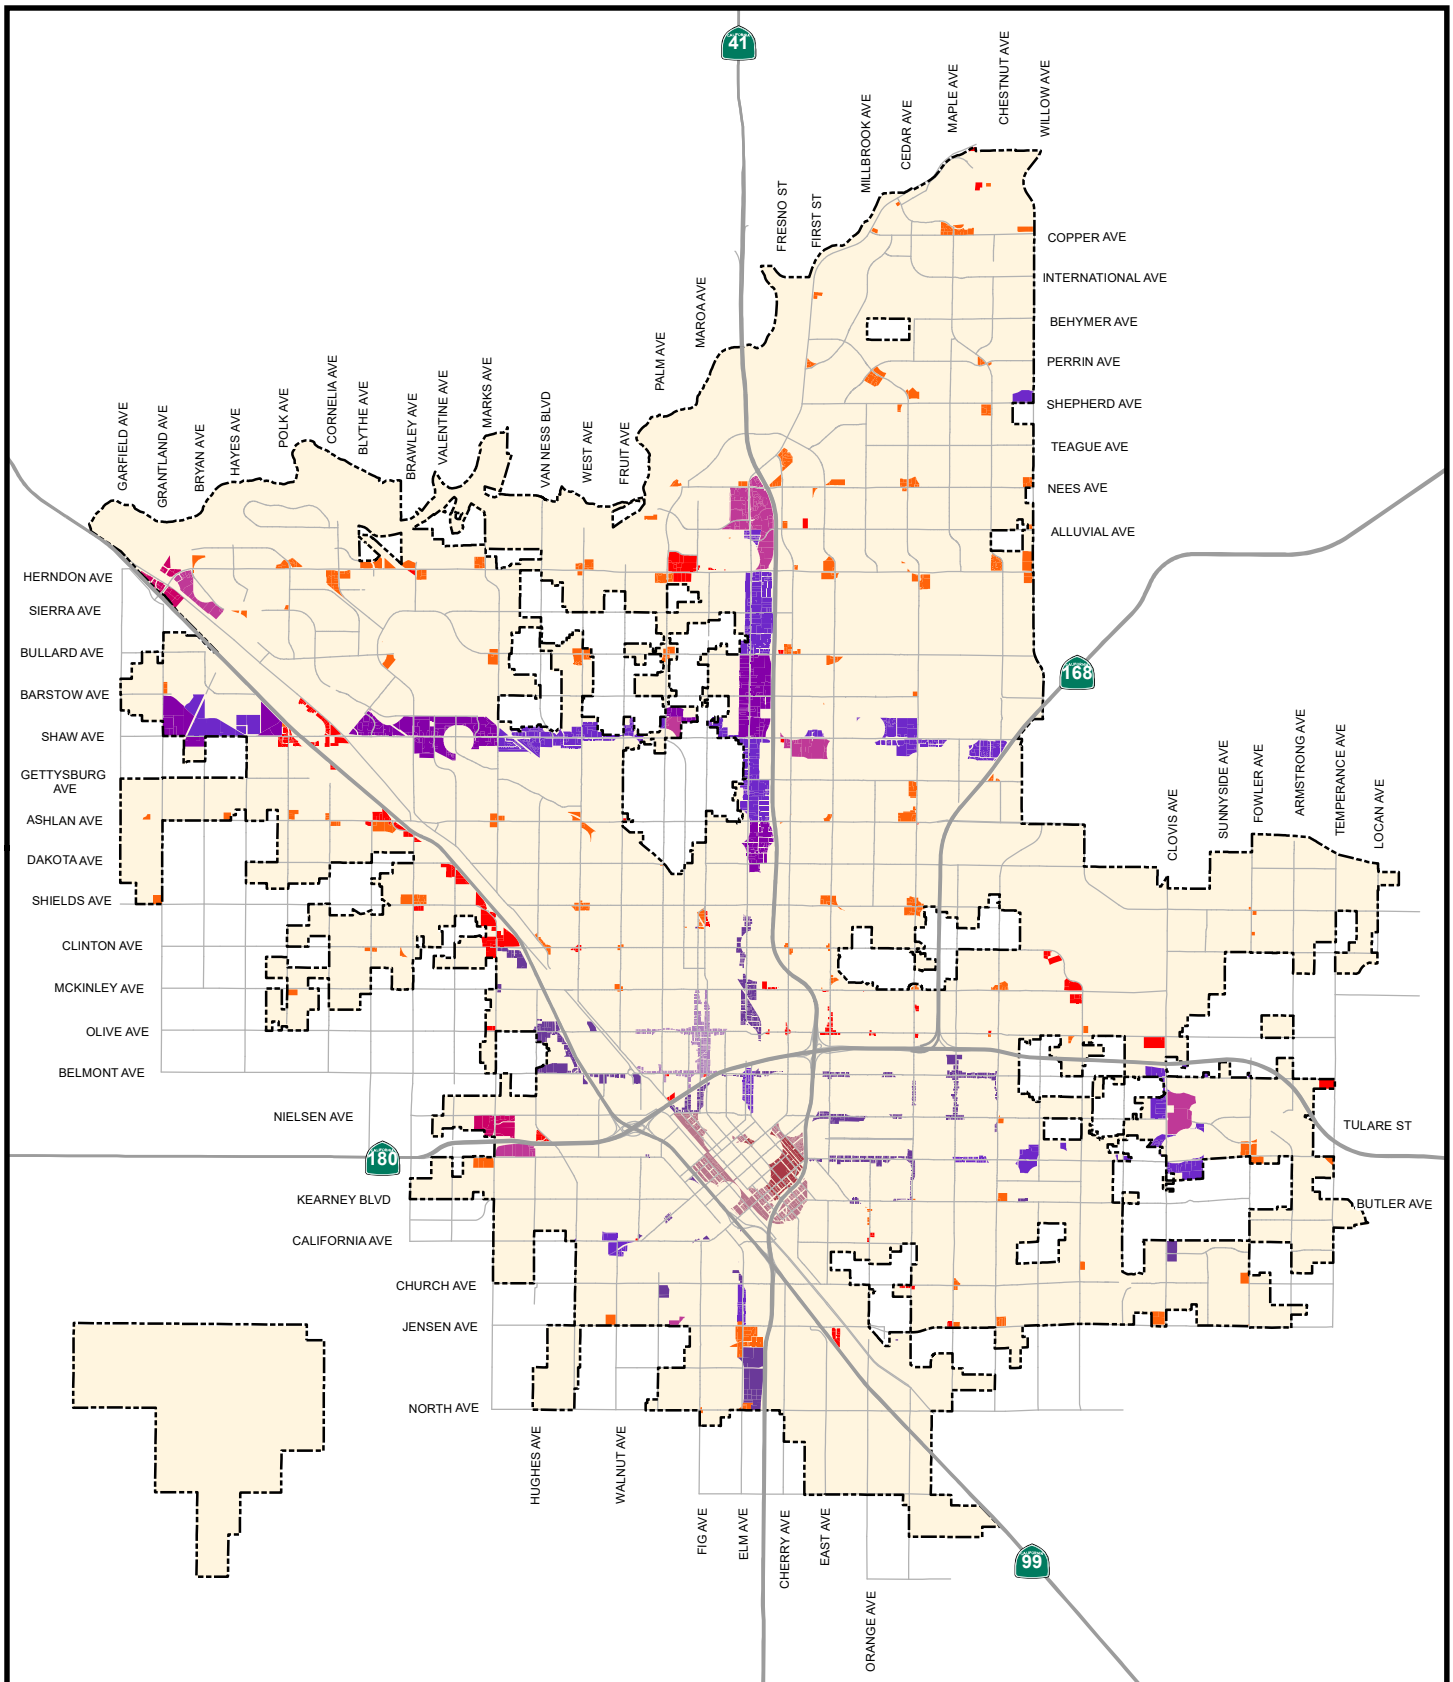 CALIFORNIA
41
MILLBROOK AVE
CEDAR AVE
MAPLE AVE
CHESTNUT AVE
WILLOW AVE
FRESNO ST
FIRST ST
COPPER AVE
INTERNATIONAL AVE
BEHYMER AVE
PERRIN AVE
SHEPHERD AVE
TEAGUE AVE
NEES AVE
ALLUVIAL AVE
MAROA AVE
PALM AVE
GARFIELD AVE
GRANTLAND AVE
BRYAN AVE
HAYES AVE
POLK AVE
CORNELIA AVE
BLYTHE AVE
BRAWLEY AVE
VALENTINE AVE
MARKS AVE
VAN NESS BLVD
WEST AVE
FRUIT AVE
HERNDON AVE
SIERRA AVE
BULLARD AVE
BARSTOW AVE
SHAW AVE
GETTYSBURG
AVE
ASHLAN AVE
DAKOTA AVE
SHIELDS AVE
CLINTON AVE
MCKINLEY AVE
OLIVE AVE
BELMONT AVE
NIELSEN AVE
CALIFORNIA
168
CLOVIS AVE
SUNNYSIDE AVE
FOWLER AVE
ARMSTRONG AVE
TEMPERANCE AVE
LOCAN AVE
TULARE ST
CALIFORNIA
180
KEARNEY BLVD
BUTLER AVE
CALIFORNIA AVE
CHURCH AVE
JENSEN AVE
NORTH AVE
HUGHES AVE
WALNUT AVE
FIG AVE
ELM AVE
CHERRY AVE
EAST AVE
ORANGE AVE
CALIFORNIA
99